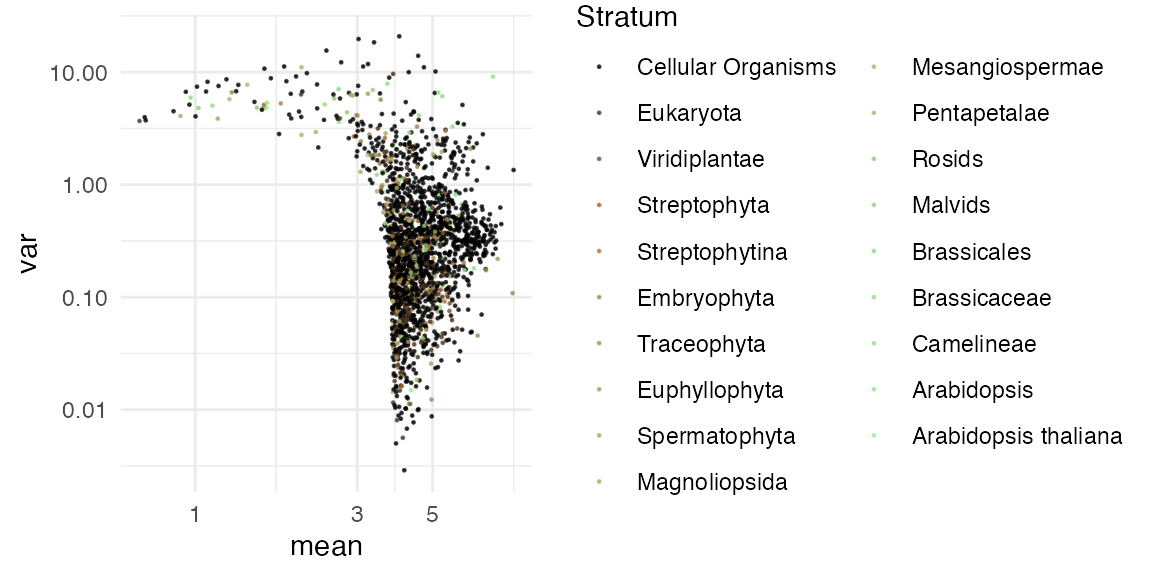 Stratum
Cellular Organisms
Eukaryota
Viridiplantae
Streptophyta
Streptophytina
Embryophyta
Traceophyta
Euphyllophyta
Spermatophyta
Magnoliopsida
Mesangiospermae
Pentapetalae
Rosids
Malvids
Brassicales
Brassicaceae
Camelineae
Arabidopsis
Arabidopsis thaliana
var
10.00
1.00
0.10
0.01
1 3 5
mean